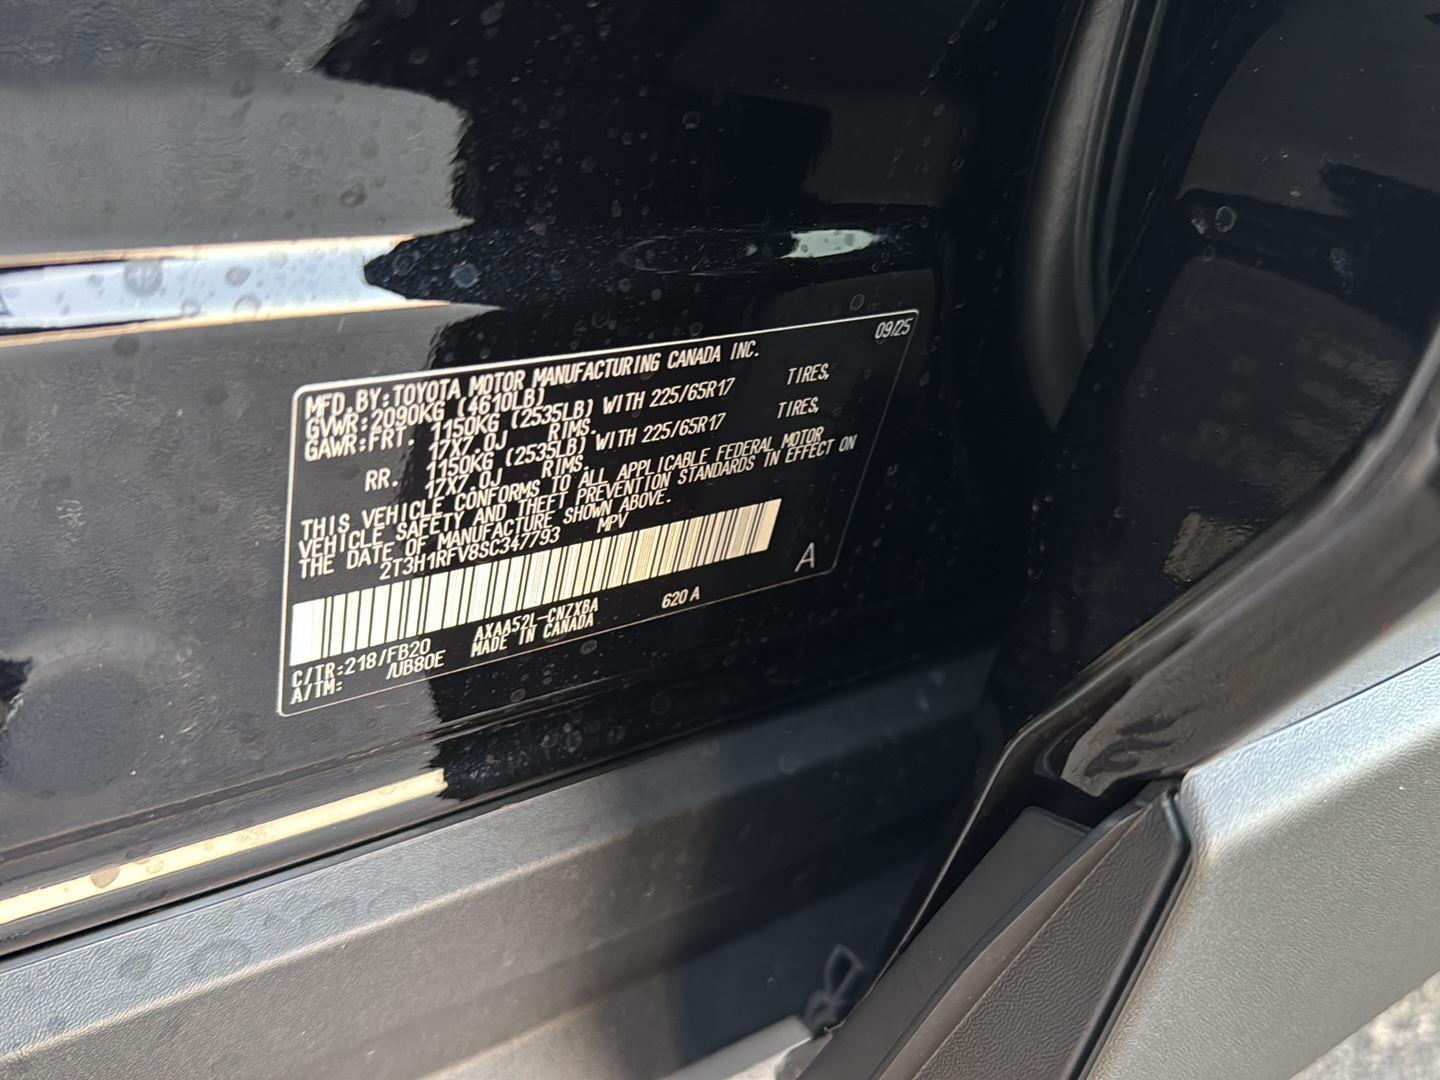 09/25
MFD.BY:TOYOTA MOTOR MANUFACTURING CANADA INC.
GVWR:2090KG (4610LB)
GAWR:FRT. 1150KG (2535LB) WITH 225/65R17 TIRES,
17X7.0J RIMS.
RR. 1150KG (2535LB) WITH 225/65R17 TIRES,
17X7.0J RIMS.
THIS VEHICLE CONFORMS TO ALL APPLICABLE FEDERAL MOTOR
VEHICLE SAFETY AND THEFT PREVENTION STANDARDS IN EFFECT ON
THE DATE OF MANUFACTURE SHOWN ABOVE.
2T3H1RFV8SC347793 MPV
A
C/TR:218/FB20 AXAA52L-CNZXBA 620A
A/TM: /UB80E MADE IN CANADA